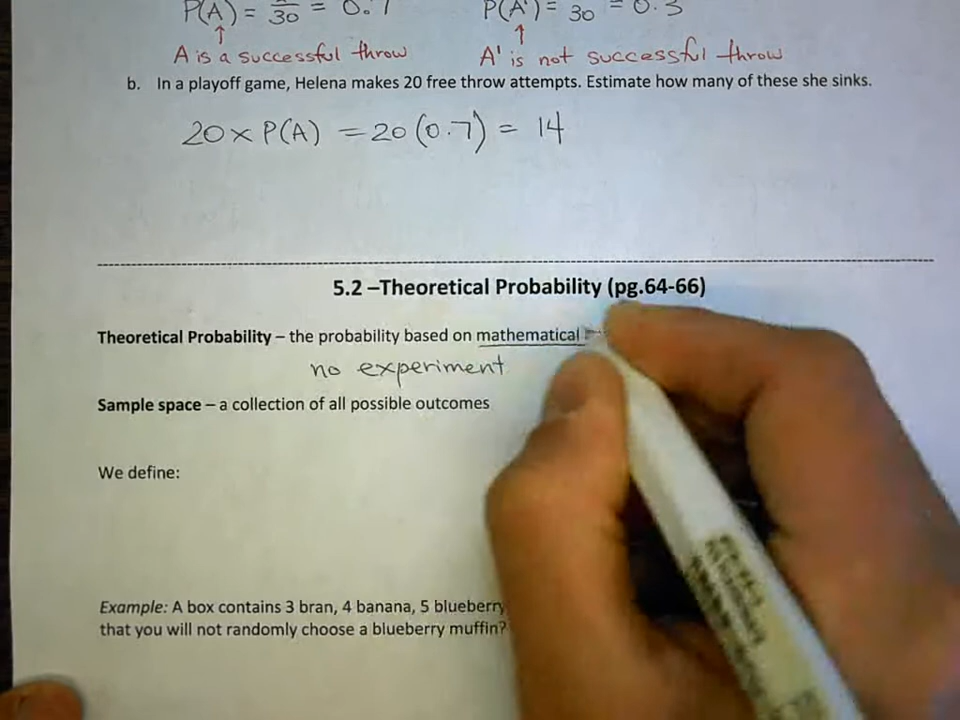 P(A) = /30 = 0.7 P(A') = 30 = 0.3
A is a successful throw A' is not successful throw
b. In a playoff game, Helena makes 20 free throw attempts. Estimate how many of these she sinks.
20 × P(A) = 20 (0.7) = 14
5.2 –Theoretical Probability (pg.64-66)
Theoretical Probability – the probability based on mathematical
no experiment
Sample space – a collection of all possible outcomes
We define:
Example: A box contains 3 bran, 4 banana, 5 blueberry
that you will not randomly choose a blueberry muffin?